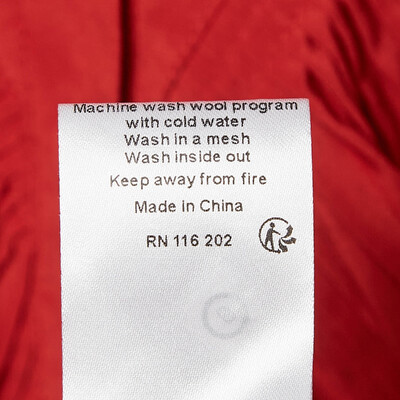 Machine wash wool program
with cold water
Wash in a mesh
Wash inside out
Keep away from fire
Made in China
RN 116 202